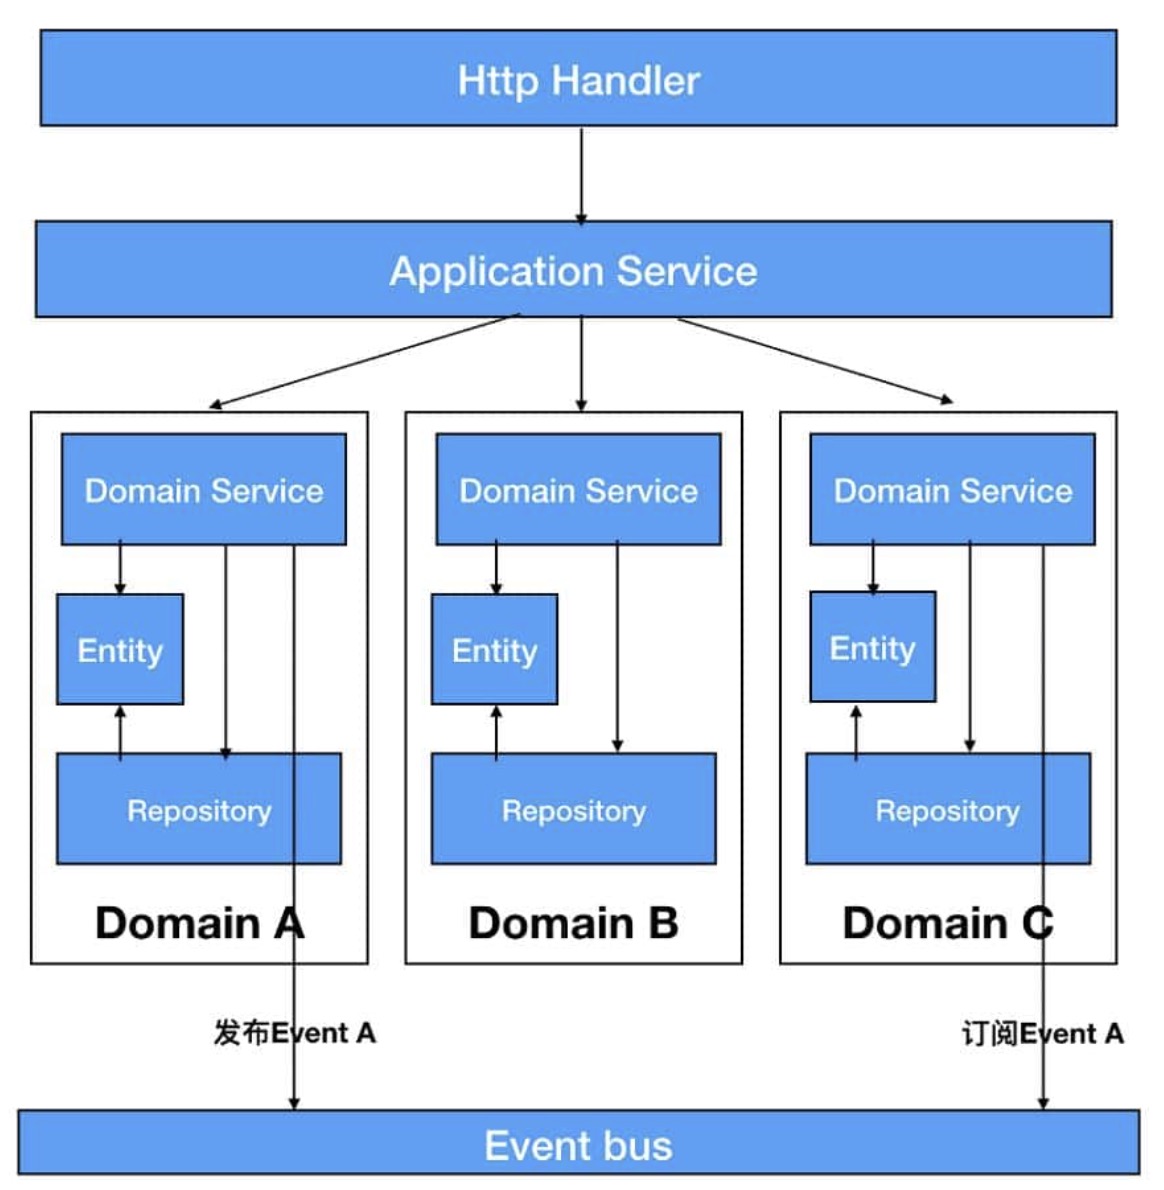 Http Handler
Application Service
Domain Service
Entity
Repository
Domain A
Domain Service
Entity
Repository
Domain B
Domain Service
Entity
Repository
Domain C
发布Event A
订阅Event A
Event bus